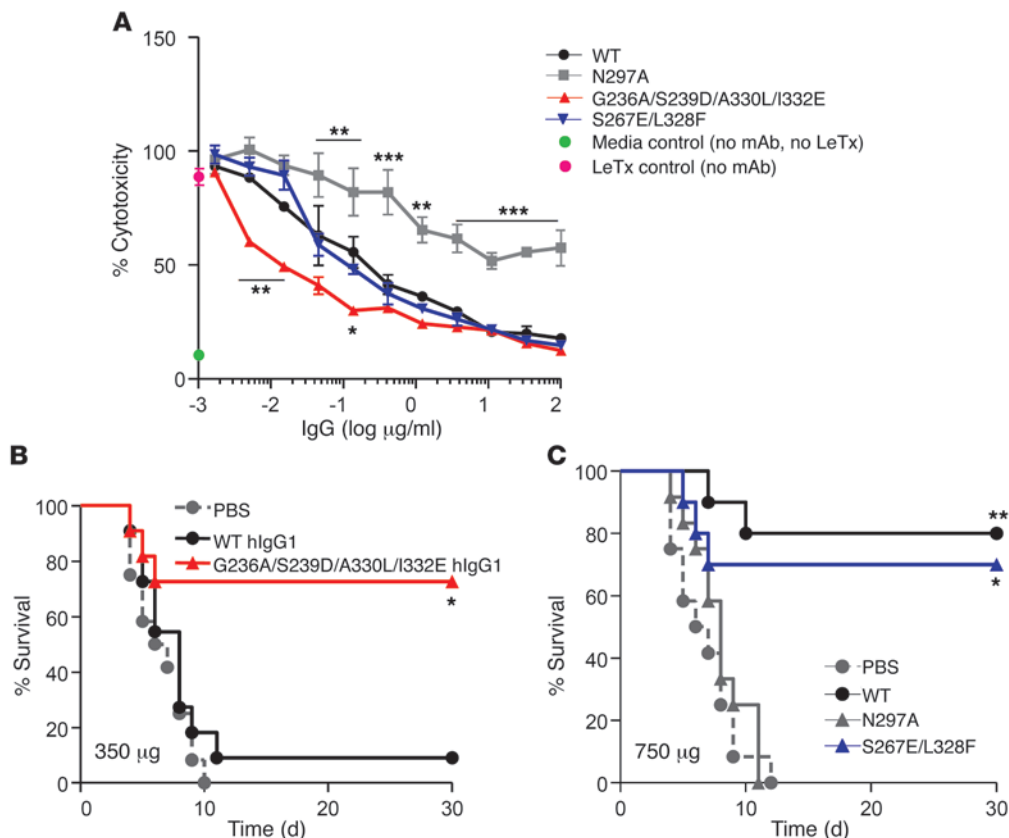 A
150
100
50
0
% Cytotoxicity
-3 -2 -1 0 1 2
IgG (log μg/ml)
** *** ** ***
** *
WT
N297A
G236A/S239D/A330L/I332E
S267E/L328F
Media control (no mAb, no LeTx)
LeTx control (no mAb)
B
100
80
60
40
20
0
% Survival
PBS
WT hIgG1
G236A/S239D/A330L/I332E hIgG1
*
350 μg
0 10 20 30
Time (d)
C
100
80
60
40
20
0
% Survival
**
*
PBS
WT
N297A
S267E/L328F
750 μg
0 10 20 30
Time (d)